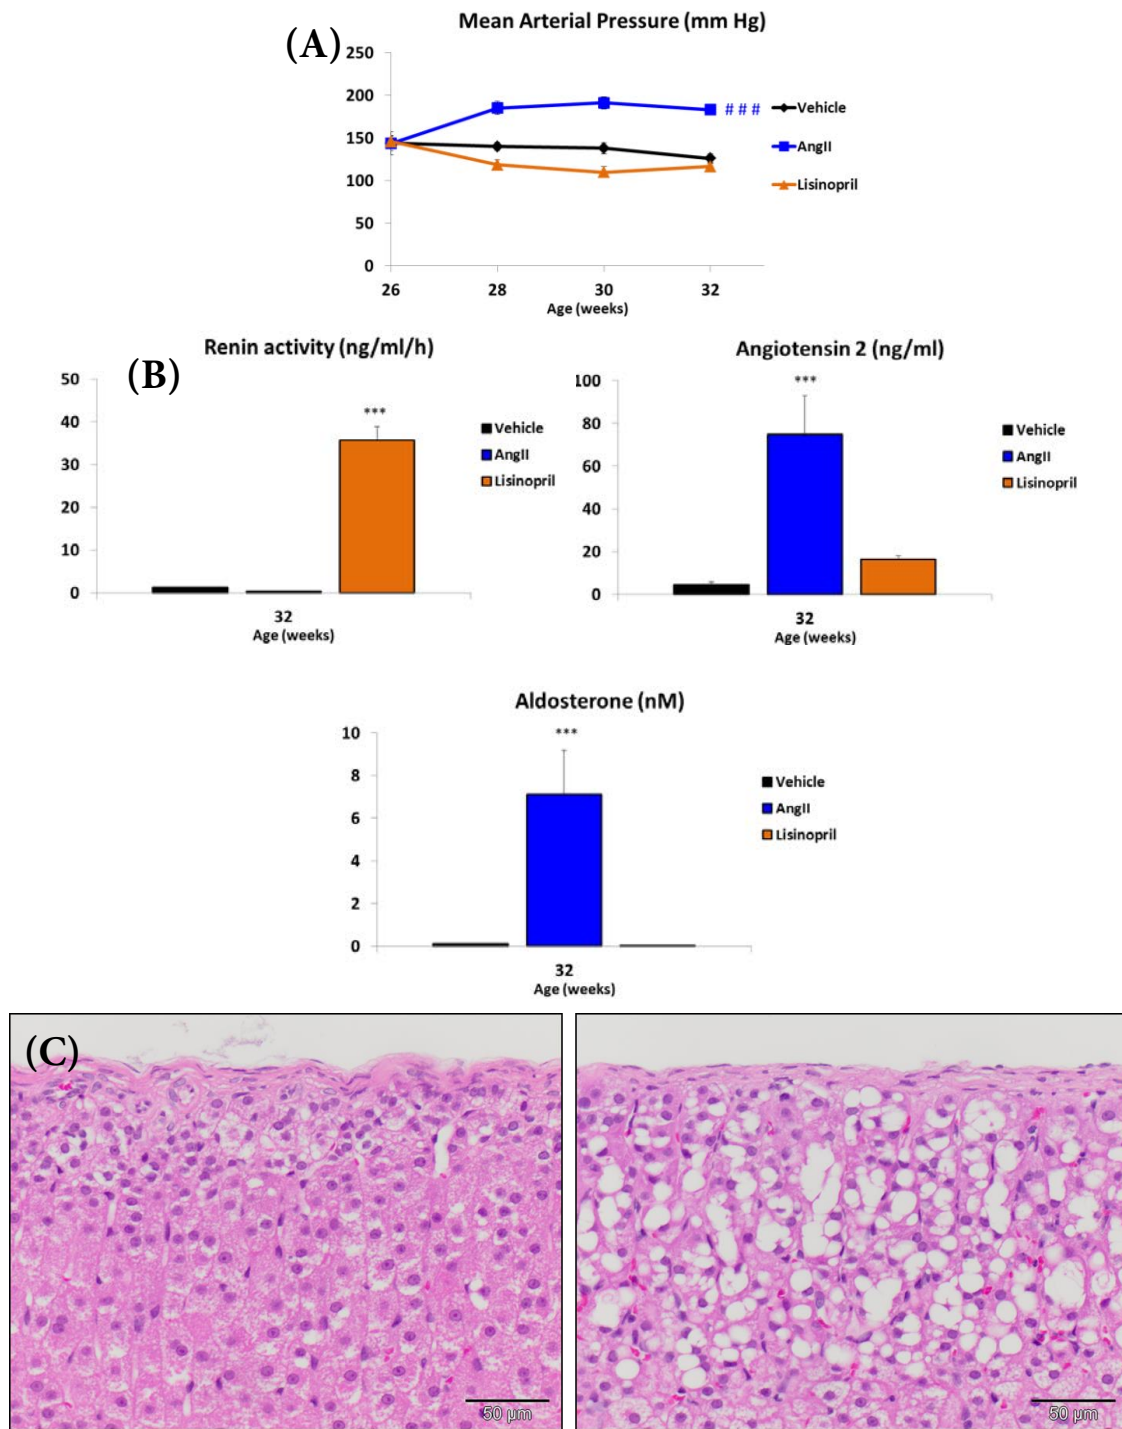 (A)
Mean Arterial Pressure (mm Hg)
250
200
150
100
50
0
26
28
30
32
Age (weeks)
###
Vehicle
AngII
Lisinopril
(B)
Renin activity (ng/ml/h)
50
40
30
20
10
0
***
32
Age (weeks)
Vehicle
AngII
Lisinopril
Angiotensin 2 (ng/ml)
100
80
60
40
20
0
***
32
Age (weeks)
Vehicle
AngII
Lisinopril
Aldosterone (nM)
10
8
6
4
2
0
***
32
Age (weeks)
Vehicle
AngII
Lisinopril
(C)
50 µm
50 µm